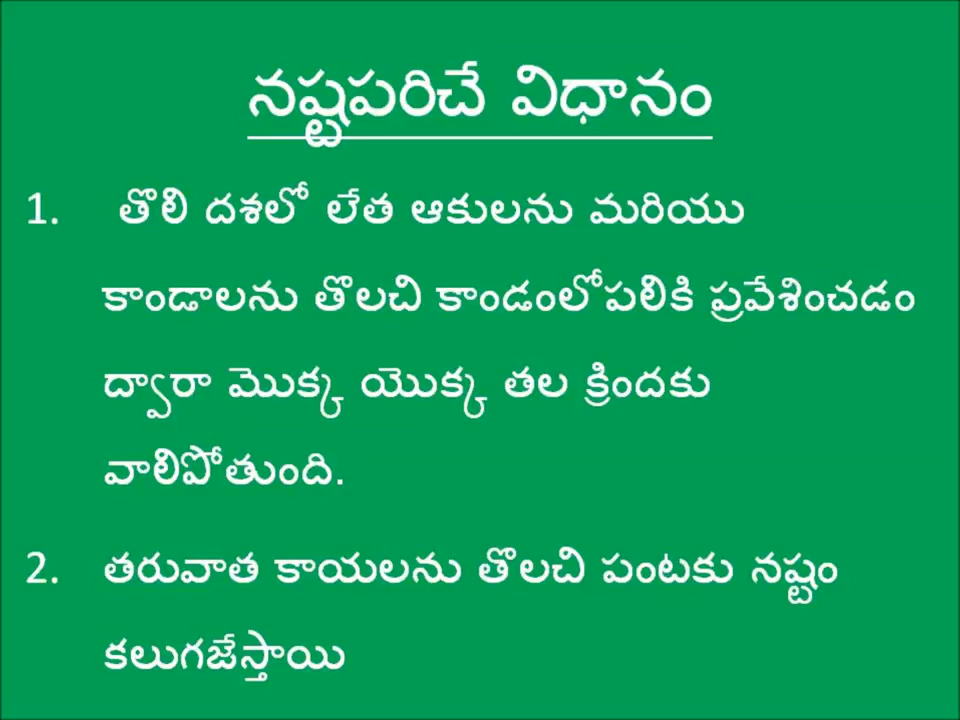 నష్టపరిచే విధానం
1. తొలి దశలో లేత ఆకులను మరియు
కాండాలను తొలచి కాండంలోపలికి ప్రవేశించడం
ద్వారా మొక్క యొక్క తల క్రిందకు
వాలిపోతుంది.
2. తరువాత కాయలను తొలచి పంటకు నష్టం
కలుగజేస్తాయి